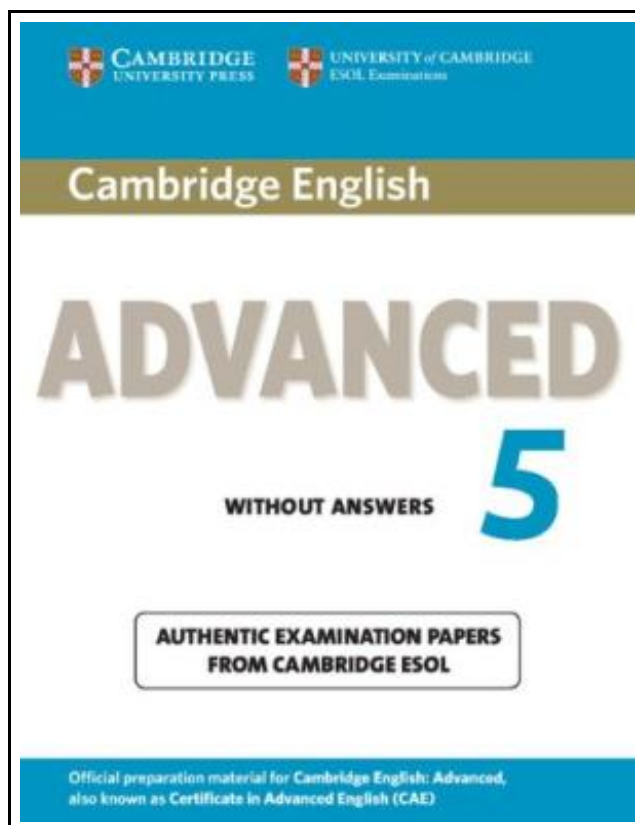 CAMBRIDGE
UNIVERSITY PRESS
UNIVERSITY of CAMBRIDGE
ESOL Examinations
Cambridge English
ADVANCED
5
WITHOUT ANSWERS
AUTHENTIC EXAMINATION PAPERS
FROM CAMBRIDGE ESOL
Official preparation material for Cambridge English: Advanced,
also known as Certificate in Advanced English (CAE)